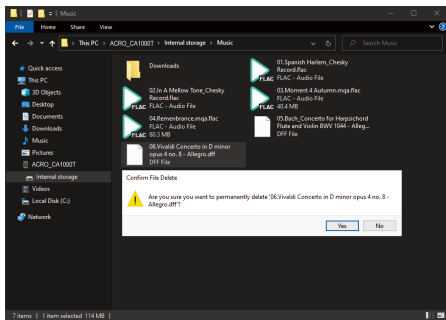 Music
File
Home
Share
View
This PC › ACRO_CA1000T › Internal storage › Music
Search Music
Quick access
This PC
3D Objects
Desktop
Documents
Downloads
Music
Pictures
ACRO_CA1000T
Internal storage
Videos
Local Disk (C:)
Network
Downloads
01.Spanish Harlem_Chesky
Record.flac
FLAC - Audio File
FLAC
02.In A Mellow Tone_Chesky
Record.flac
FLAC - Audio File
FLAC
03.Moment 4 Autumn.mqa.flac
FLAC - Audio File
40.4 MB
FLAC
04.Remenbrance.mqa.flac
FLAC - Audio File
60.3 MB
FLAC
05.Bach_Concerto for Harpsichord
Flute and Violin BWV 1044 - Alleg...
DFF File
06.Vivaldi Concerto in D minor
opus 4 no. 8 - Allegro.dff
DFF File
Confirm File Delete
Are you sure you want to permanently delete '06.Vivaldi Concerto in D minor opus 4 no. 8 -
Allegro.dff'?
Yes
No
7 items
1 item selected 114 MB